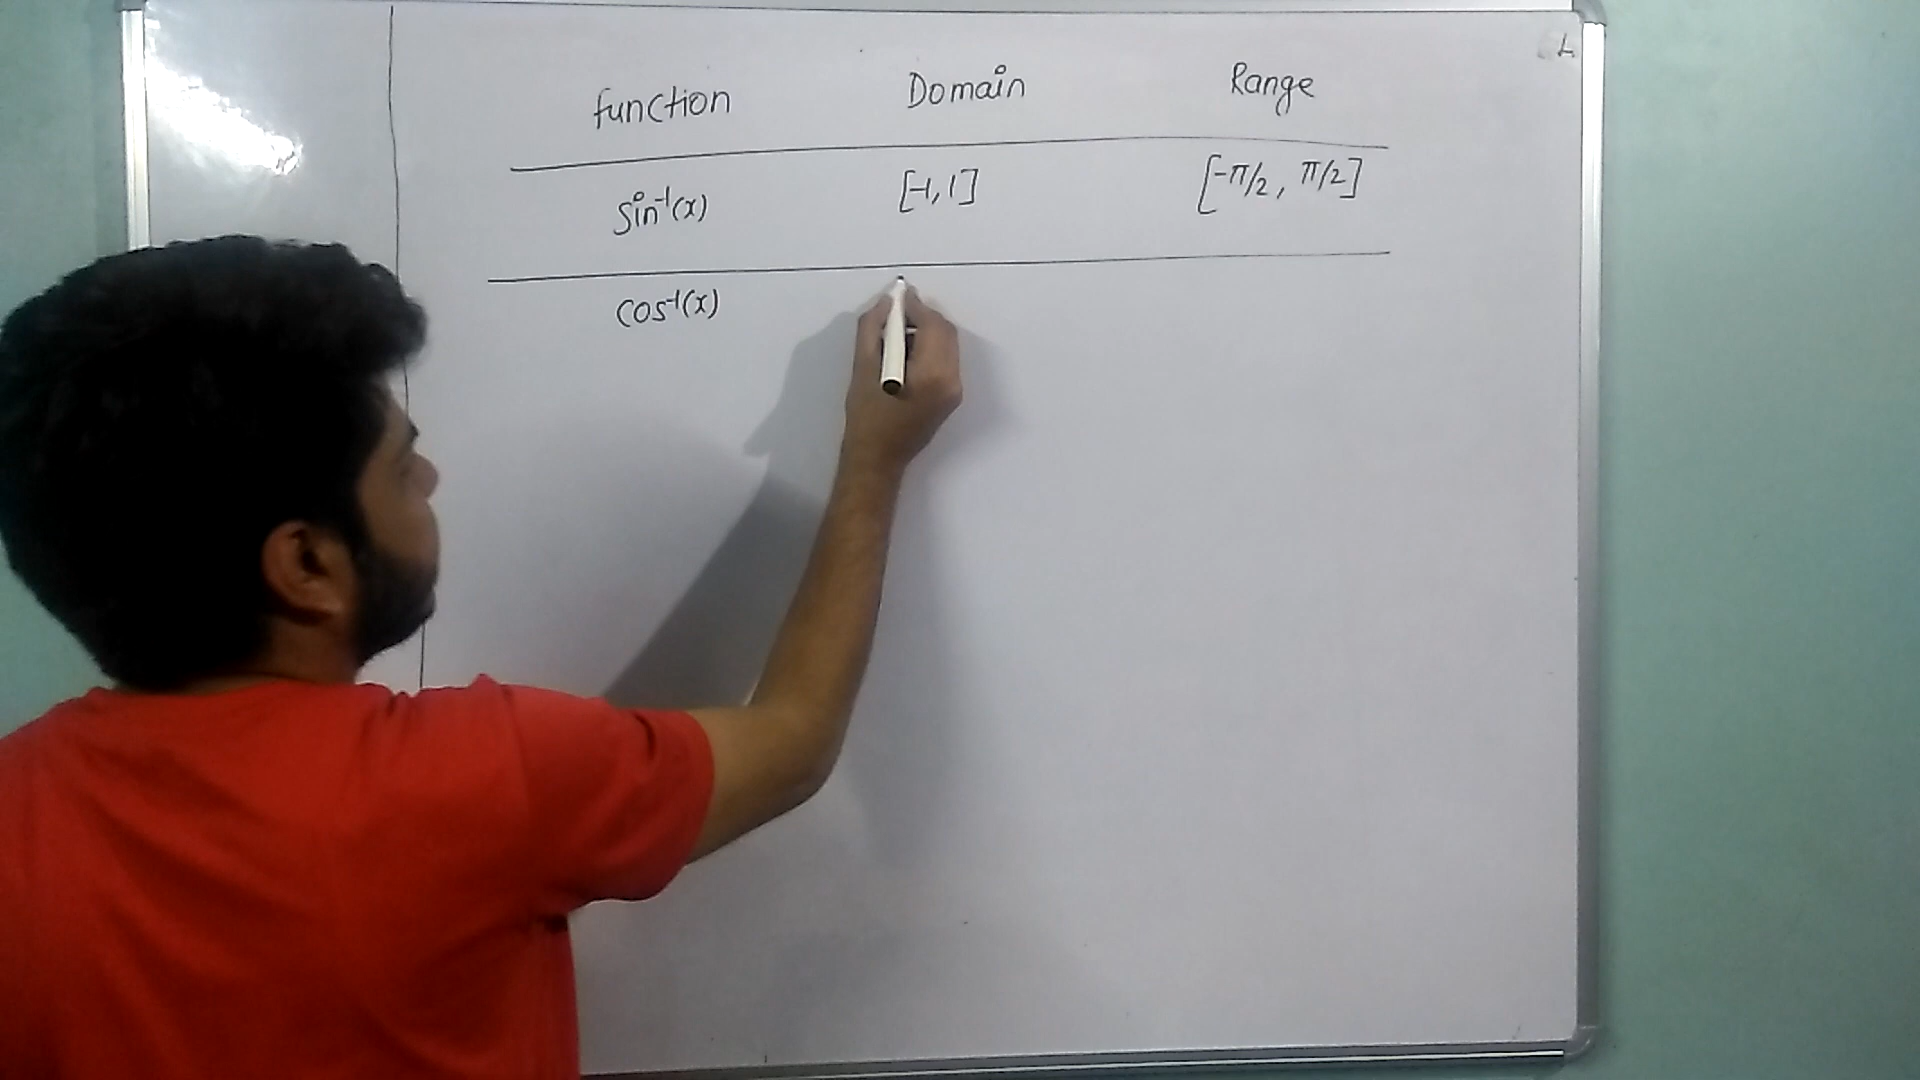 function Domain Range
Sin⁻¹(x) [-1, 1] [-π/2, π/2]
Cos⁻¹(x)